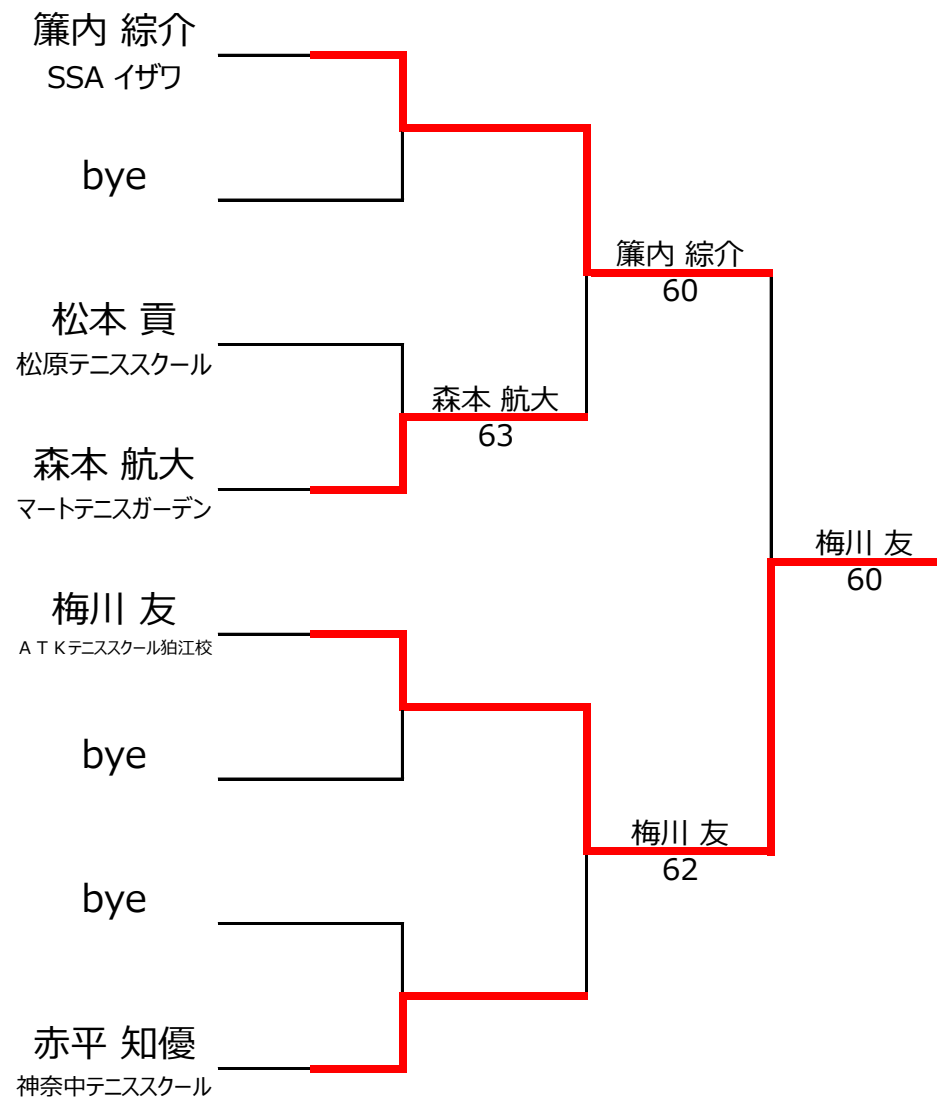 簾内 綜介
SSA イザワ
bye
松本 貢
松原テニススクール
森本 航大
マートテニスガーデン
梅川 友
ＡＴＫテニススクール狛江校
bye
bye
赤平 知優
神奈中テニススクール
森本 航大
63
簾内 綜介
60
梅川 友
62
梅川 友
60